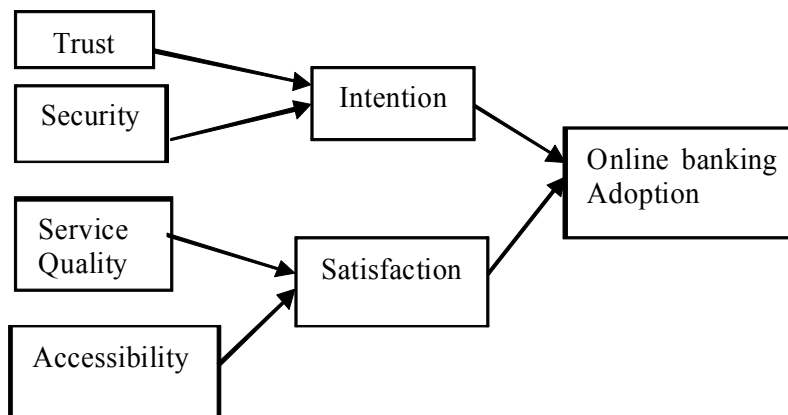 Trust
Security
Intention
Online banking
Adoption
Service
Quality
Satisfaction
Accessibility